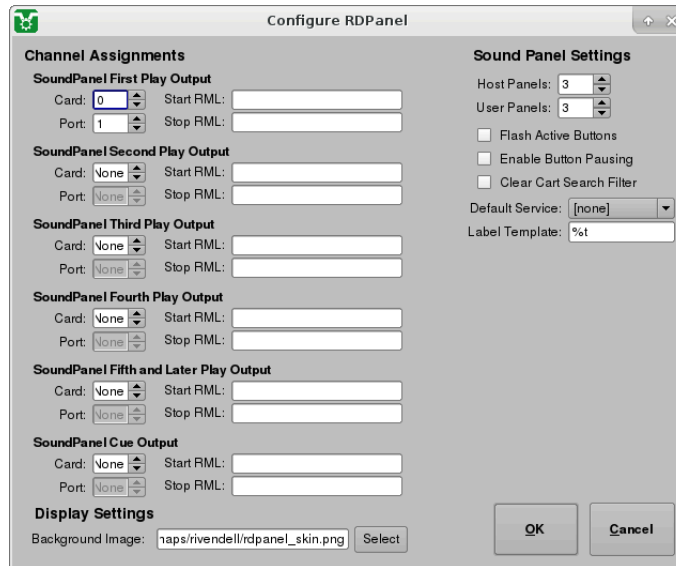 Configure RDPanel
Channel Assignments
SoundPanel First Play Output
Card: 0 Start RML:
Port: 1 Stop RML:
SoundPanel Second Play Output
Card: None Start RML:
Port: None Stop RML:
SoundPanel Third Play Output
Card: None Start RML:
Port: None Stop RML:
SoundPanel Fourth Play Output
Card: None Start RML:
Port: None Stop RML:
SoundPanel Fifth and Later Play Output
Card: None Start RML:
Port: None Stop RML:
SoundPanel Cue Output
Card: None Start RML:
Port: None Stop RML:
Display Settings
Background Image: naps/rivendell/rdpanel_skin.png Select
Sound Panel Settings
Host Panels: 3
User Panels: 3
Flash Active Buttons
Enable Button Pausing
Clear Cart Search Filter
Default Service: [none]
Label Template: %t
OK Cancel